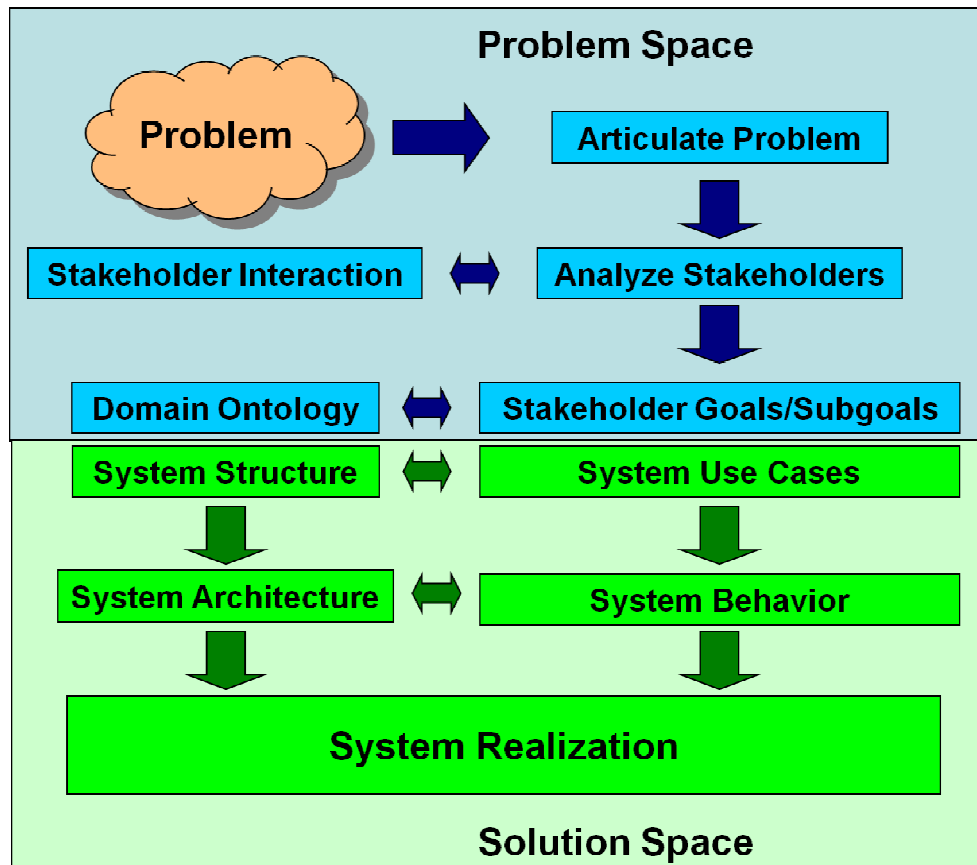 Problem Space
Problem
Articulate Problem
Stakeholder Interaction
Analyze Stakeholders
Domain Ontology
Stakeholder Goals/Subgoals
System Structure
System Use Cases
System Architecture
System Behavior
System Realization
Solution Space